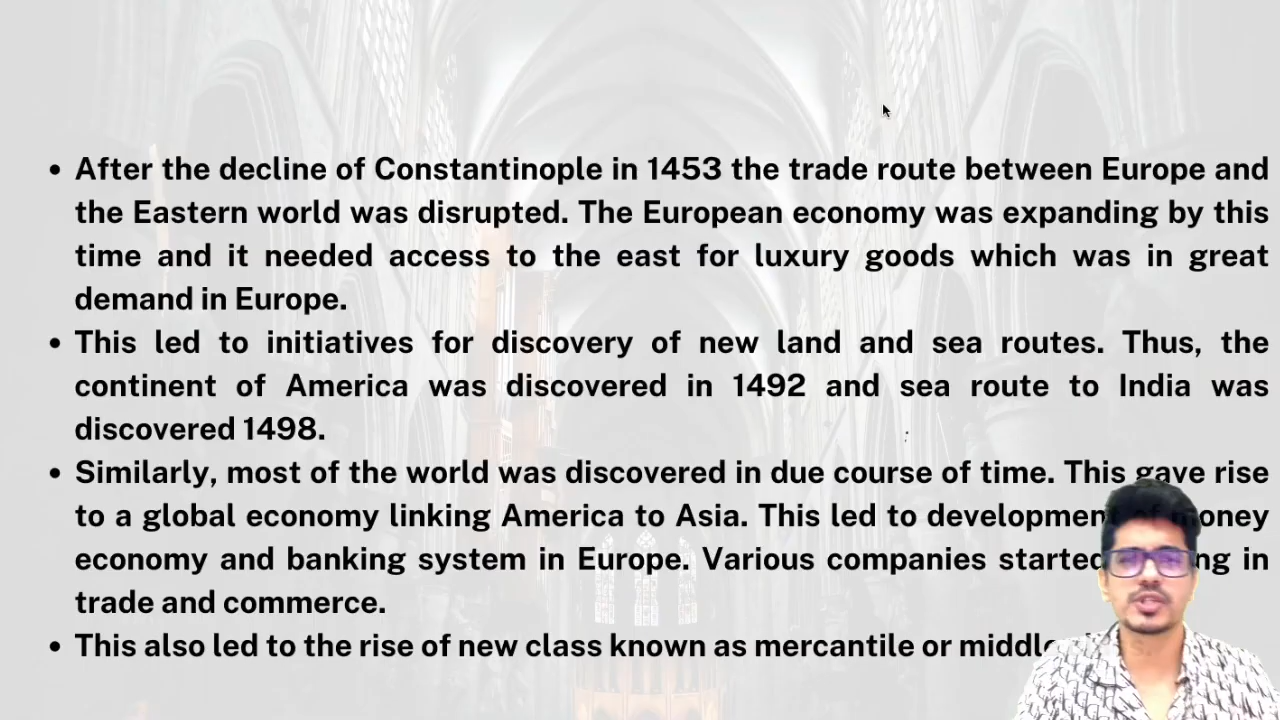 • After the decline of Constantinople in 1453 the trade route between Europe and
the Eastern world was disrupted. The European economy was expanding by this
time and it needed access to the east for luxury goods which was in great
demand in Europe.
• This led to initiatives for discovery of new land and sea routes. Thus, the
continent of America was discovered in 1492 and sea route to India was
discovered 1498.
• Similarly, most of the world was discovered in due course of time. This gave rise
to a global economy linking America to Asia. This led to development of money
economy and banking system in Europe. Various companies started in
trade and commerce.
• This also led to the rise of new class known as mercantile or middle